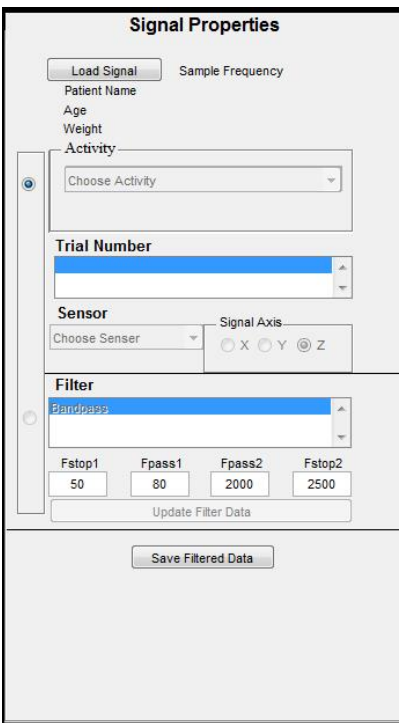 Signal Properties
Load Signal Sample Frequency
Patient Name
Age
Weight
Activity
Choose Activity
Trial Number
Sensor
Signal Axis
Choose Senser
X Y Z
Filter
Bandpass
Fstop1 Fpass1 Fpass2 Fstop2
50 80 2000 2500
Update Filter Data
Save Filtered Data